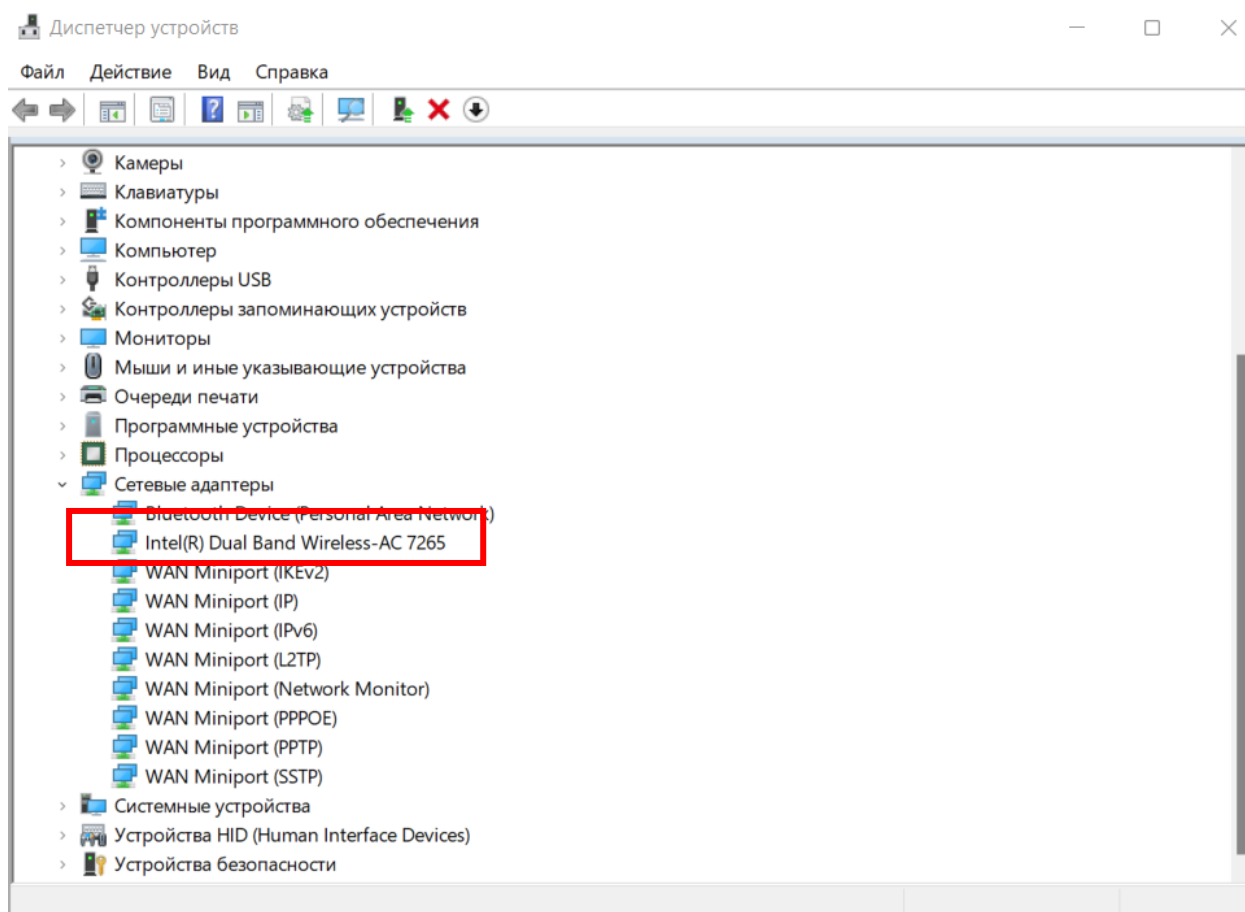 Диспетчер устройств
Файл Действие Вид Справка
Камеры
Клавиатуры
Компоненты программного обеспечения
Компьютер
Контроллеры USB
Контроллеры запоминающих устройств
Мониторы
Мыши и иные указывающие устройства
Очереди печати
Программные устройства
Процессоры
Сетевые адаптеры
Bluetooth Device (Personal Area Network)
Intel(R) Dual Band Wireless-AC 7265
WAN Miniport (IKEv2)
WAN Miniport (IP)
WAN Miniport (IPv6)
WAN Miniport (L2TP)
WAN Miniport (Network Monitor)
WAN Miniport (PPPOE)
WAN Miniport (PPTP)
WAN Miniport (SSTP)
Системные устройства
Устройства HID (Human Interface Devices)
Устройства безопасности